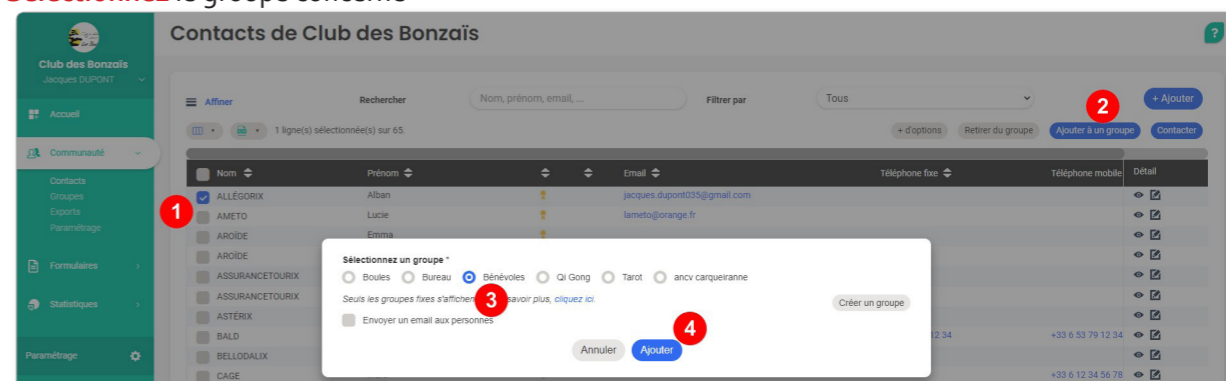 Sélectionnez le groupe concerné
Contacts de Club des Bonzaïs
?
Club des Bonzaïs
Jacques DUPONT
Accueil
Communauté
Contacts
Groupes
Exports
Paramétrage
Formulaires
Statistiques
Paramétrage
Affiner Rechercher Nom, prénom, email, ... Filtrer par Tous 2 + Ajouter
1 ligne(s) sélectionnée(s) sur 65. + d'options Retirer du groupe Ajouter à un groupe Contacter
Nom Prénom Email Téléphone fixe Téléphone mobile Détail
ALLÉGORIX Alban jacques.dupont035@gmail.com
1 AMETO Lucie lameto@orange.fr
AROÏDE Emma
AROÏDE
ASSURANCETOURIX
ASSURANCETOURIX
ASTÉRIX
BALD 12 34 +33 6 53 79 12 34
BELLODALIX
CAGE +33 6 12 34 56 78
Sélectionnez un groupe *
Boules Bureau Bénévoles Qi Gong Tarot ancv carqueiranne
Seuls les groupes fixes s'affichent 3 savoir plus, cliquez ici. Créer un groupe
Envoyer un email aux personnes
4
Annuler Ajouter